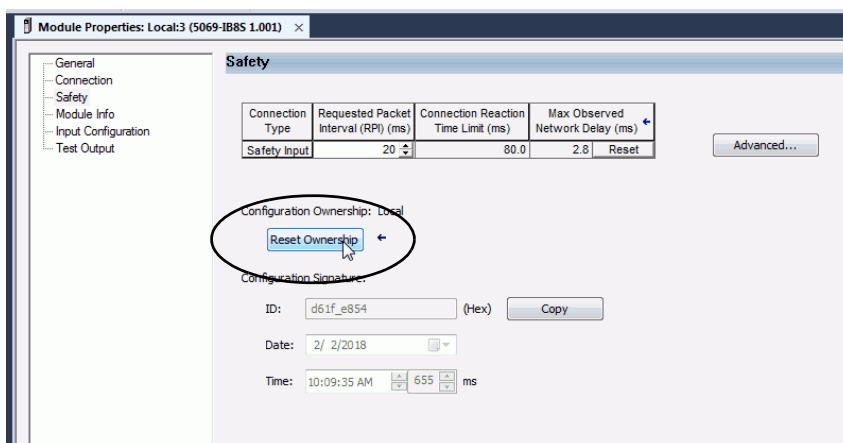 Module Properties: Local:3 (5069-IB8S 1.001) ×
General
Connection
Safety
Module Info
Input Configuration
Test Output
Safety
Connection Type
Requested Packet Interval (RPI) (ms)
Connection Reaction Time Limit (ms)
Max Observed Network Delay (ms)
Safety Input 20 80.0 2.8 Reset
Advanced...
Configuration Ownership: Local
Reset Ownership
Configuration Signature:
ID: d61f_e854 (Hex) Copy
Date: 2/ 2/2018
Time: 10:09:35 AM 655 ms